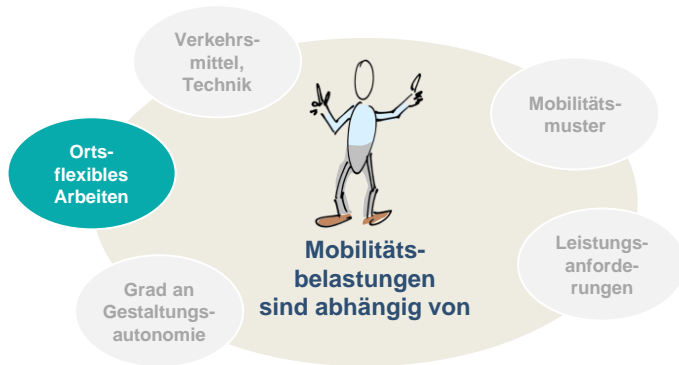 Verkehrs-
mittel,
Technik
Mobilitäts-
muster
Orts-
flexibles
Arbeiten
Mobilitäts-
belastungen
sind abhängig von
Leistungs-
anforde-
rungen
Grad an
Gestaltungs-
autonomie